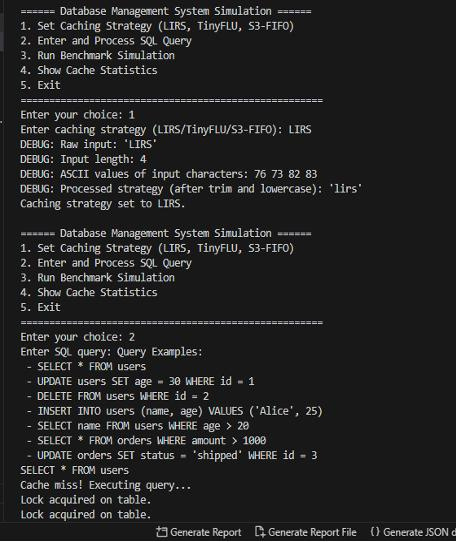 ====== Database Management System Simulation ======
1. Set Caching Strategy (LIRS, TinyFLU, S3-FIFO)
2. Enter and Process SQL Query
3. Run Benchmark Simulation
4. Show Cache Statistics
5. Exit
===================================================
Enter your choice: 1
Enter caching strategy (LIRS/TinyFLU/S3-FIFO): LIRS
DEBUG: Raw input: 'LIRS'
DEBUG: Input length: 4
DEBUG: ASCII values of input characters: 76 73 82 83
DEBUG: Processed strategy (after trim and lowercase): 'lirs'
Caching strategy set to LIRS.

====== Database Management System Simulation ======
1. Set Caching Strategy (LIRS, TinyFLU, S3-FIFO)
2. Enter and Process SQL Query
3. Run Benchmark Simulation
4. Show Cache Statistics
5. Exit
===================================================
Enter your choice: 2
Enter SQL query: Query Examples:
- SELECT * FROM users
- UPDATE users SET age = 30 WHERE id = 1
- DELETE FROM users WHERE id = 2
- INSERT INTO users (name, age) VALUES ('Alice', 25)
- SELECT name FROM users WHERE age > 20
- SELECT * FROM orders WHERE amount > 1000
- UPDATE orders SET status = 'shipped' WHERE id = 3
SELECT * FROM users
Cache miss! Executing query...
Lock acquired on table.
Lock acquired on table.
Generate Report Generate Report File {} Generate JSON d